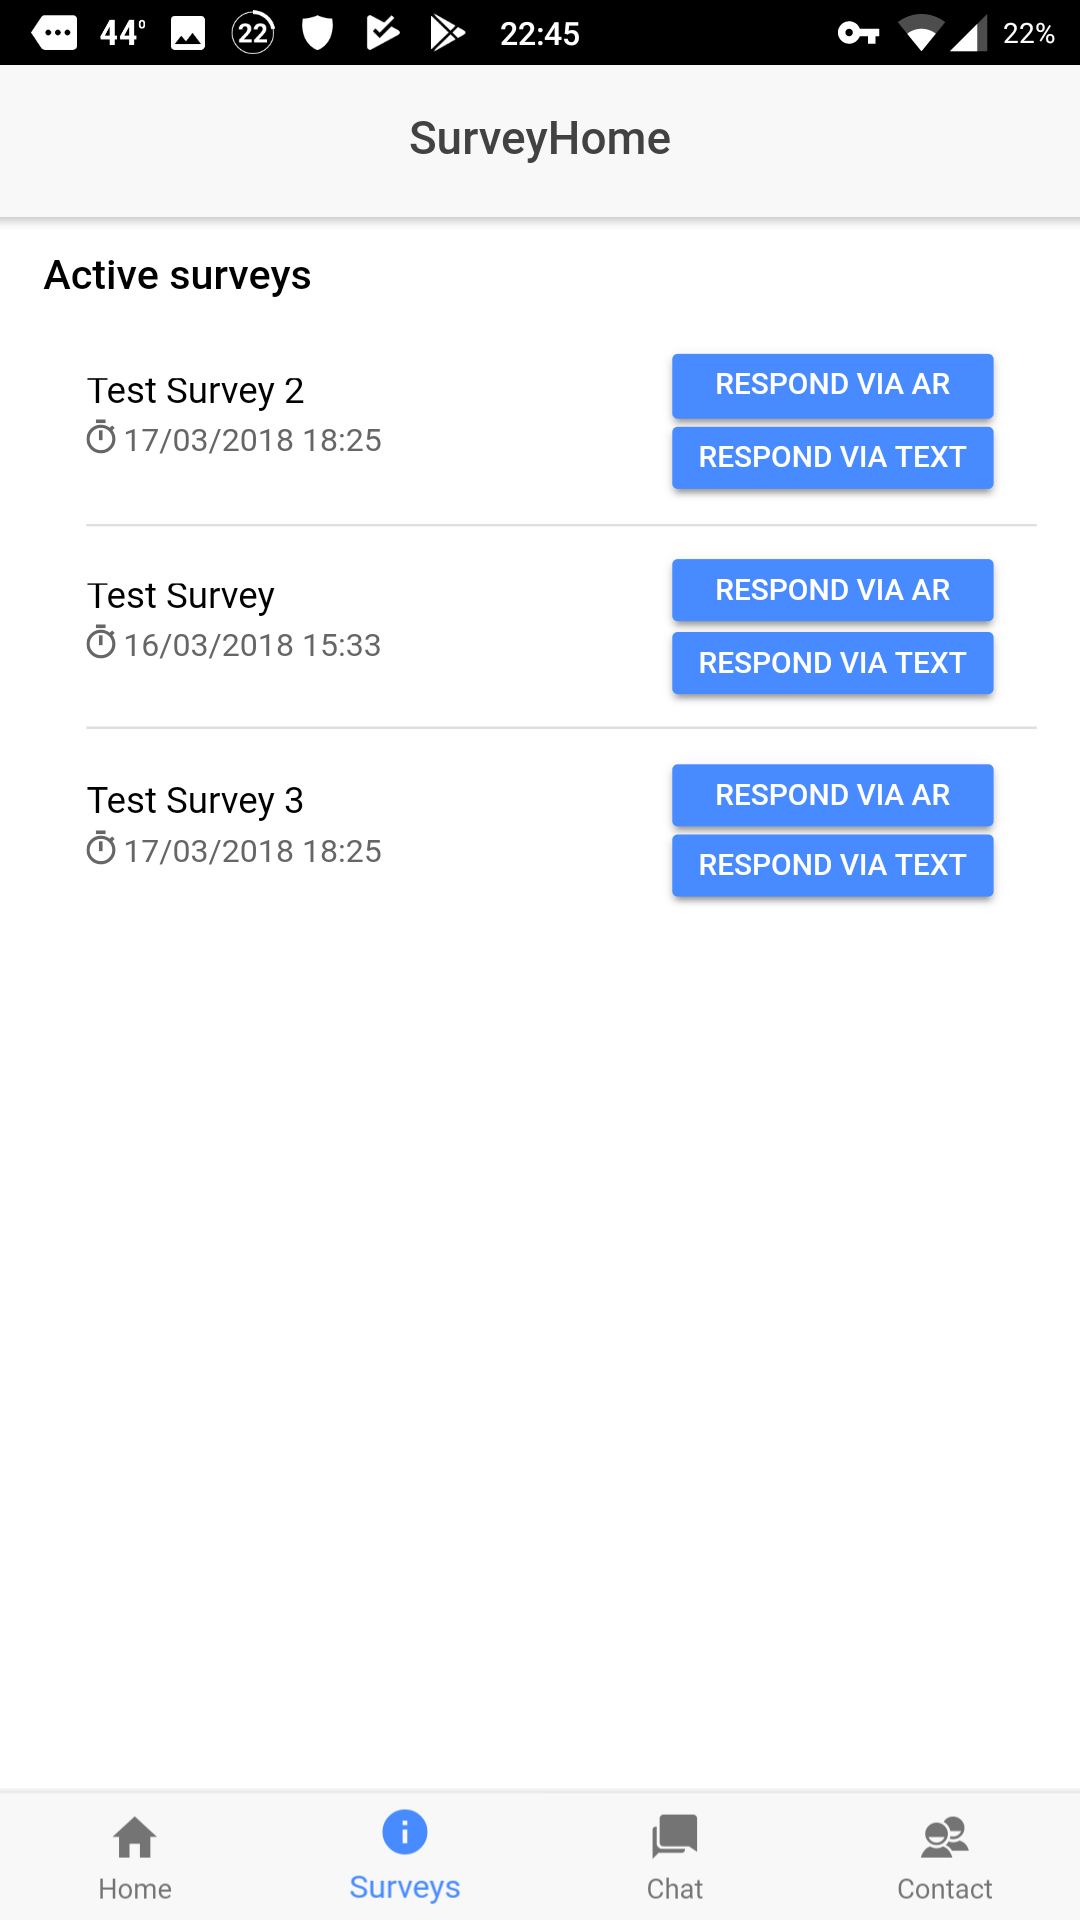 44° 22 22:45 22%
SurveyHome
Active surveys
Test Survey 2
17/03/2018 18:25
RESPOND VIA AR
RESPOND VIA TEXT
Test Survey
16/03/2018 15:33
RESPOND VIA AR
RESPOND VIA TEXT
Test Survey 3
17/03/2018 18:25
RESPOND VIA AR
RESPOND VIA TEXT
Home Surveys Chat Contact